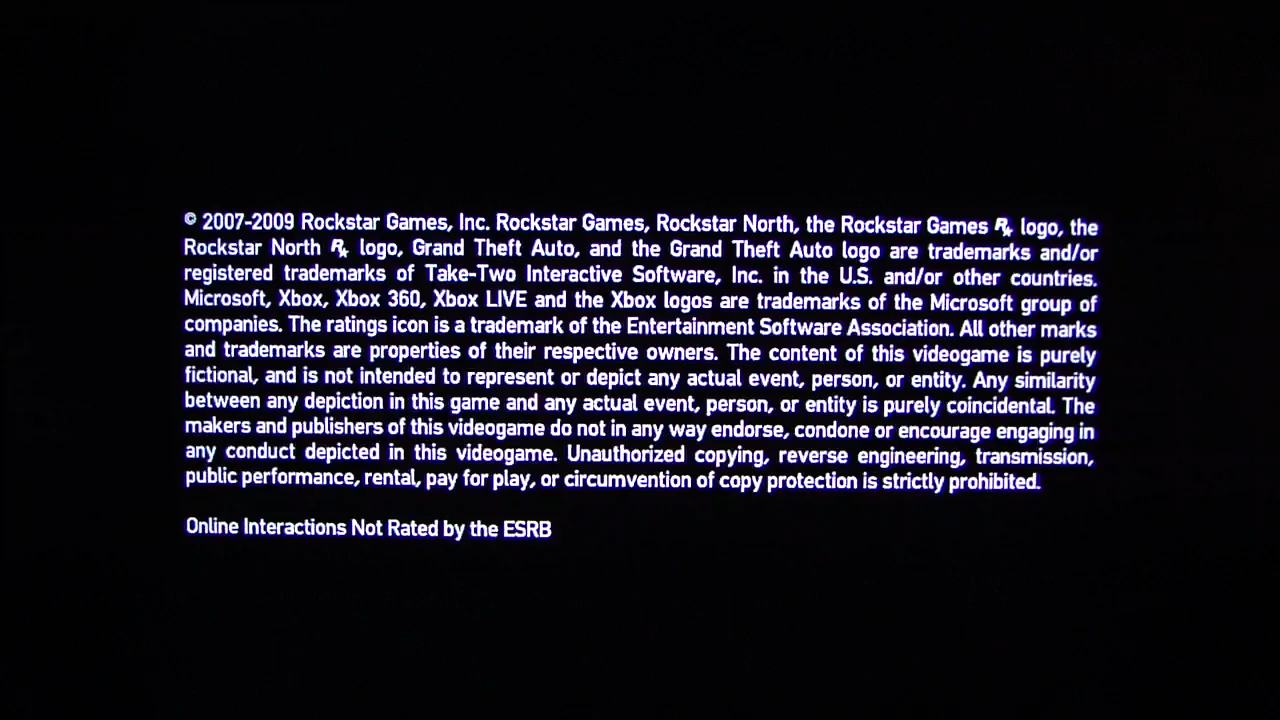 © 2007-2009 Rockstar Games, Inc. Rockstar Games, Rockstar North, the Rockstar Games R* logo, the
Rockstar North R* logo, Grand Theft Auto, and the Grand Theft Auto logo are trademarks and/or
registered trademarks of Take-Two Interactive Software, Inc. in the U.S. and/or other countries.
Microsoft, Xbox, Xbox 360, Xbox LIVE and the Xbox logos are trademarks of the Microsoft group of
companies. The ratings icon is a trademark of the Entertainment Software Association. All other marks
and trademarks are properties of their respective owners. The content of this videogame is purely
fictional, and is not intended to represent or depict any actual event, person, or entity. Any similarity
between any depiction in this game and any actual event, person, or entity is purely coincidental. The
makers and publishers of this videogame do not in any way endorse, condone or encourage engaging in
any conduct depicted in this videogame. Unauthorized copying, reverse engineering, transmission,
public performance, rental, pay for play, or circumvention of copy protection is strictly prohibited.
Online Interactions Not Rated by the ESRB